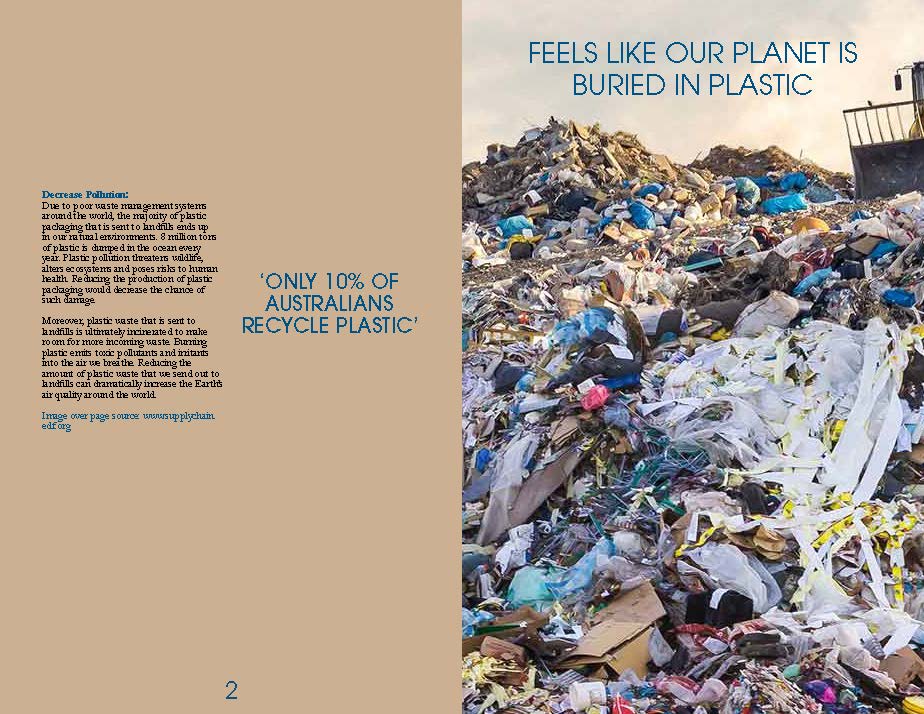 Decrease Pollution:
Due to poor waste management systems
around the world, the majority of plastic
packaging that is sent to landfills ends up
in our natural environments. 8 million tons
of plastic is dumped in the ocean every
year. Plastic pollution threatens wildlife,
alters ecosystems and poses risks to human
health. Reducing the production of plastic
packaging would decrease the chance of
such damage.
Moreover, plastic waste that is sent to
landfills is ultimately incinerated to make
room for more incoming waste. Burning
plastic emits toxic pollutants and irritants
into the air we breathe. Reducing the
amount of plastic waste that we send out to
landfills can dramatically increase the Earth's
air quality around the world.
Image over page source: www.supplychain.
edf.org
‘ONLY 10% OF
AUSTRALIANS
RECYCLE PLASTIC’
2
FEELS LIKE OUR PLANET IS
BURIED IN PLASTIC